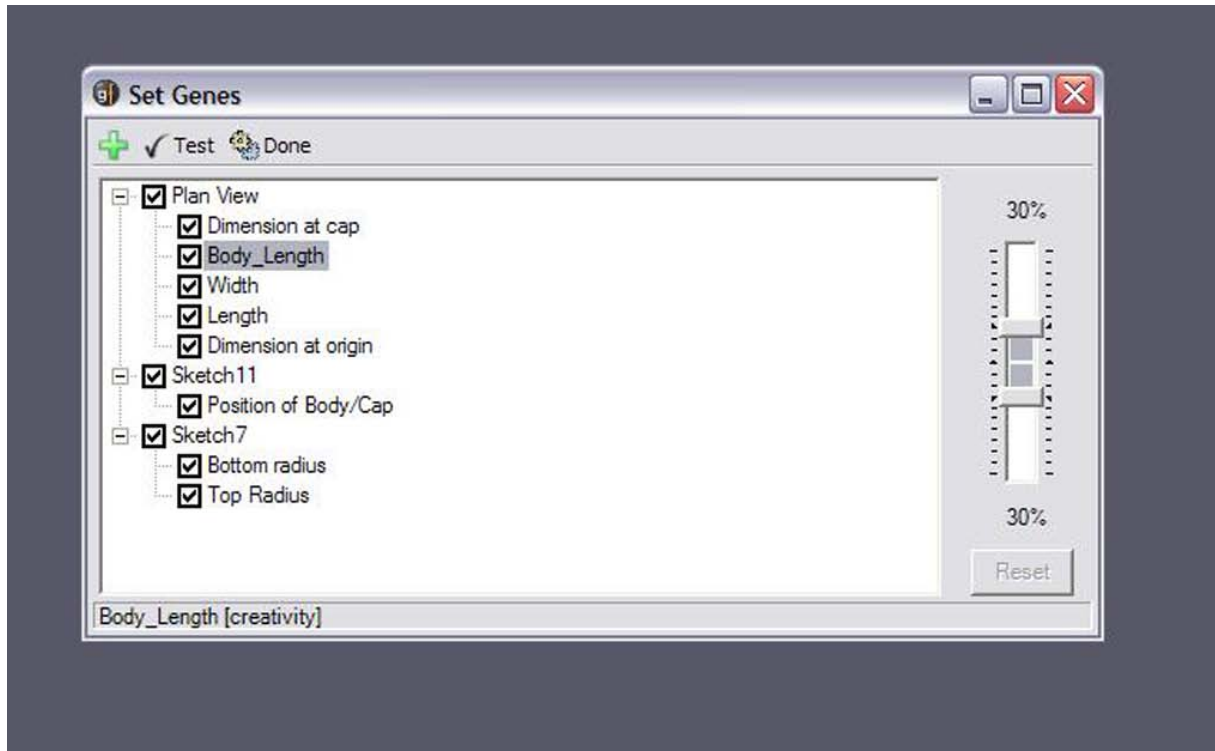 Set Genes
Test Done
Plan View
30%
Dimension at cap
Body_Length
Width
Length
Dimension at origin
Sketch11
Position of Body/Cap
Sketch7
Bottom radius
Top Radius
30%
Reset
Body_Length [creativity]